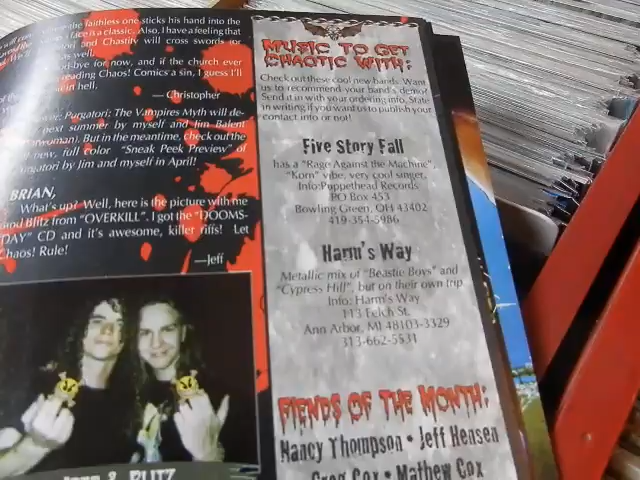 the faithless one sticks his hand into the
face is a classic. Also, I have a feeling that
and Chastity will cross swords or
as well.
bye for now, and if the church ever
reading Chaos! Comics a sin, I guess I'll
in hell.
— Christopher
Purgatori: The Vampires Myth will de-
next summer by myself and Jim Balent
But in the meantime, check out the
new, full color "Sneak Peek Preview" of
by Jim and myself in April!
BRIAN,
What's up? Well, here is the picture with me
and Blitz from "OVERKILL". I got the "DOOMS-
DAY" CD and it's awesome, killer riffs! Let
Chaos! Rule!
—Jeff
& BLITZ
MUSIC TO GET
CHAOTIC WITH:
Check out these cool new bands. Want
us to recommend your band's demo?
Send it in with your ordering info. State
in writing if you want us to publish your
contact info or not!
Five Story Fall
has a "Rage Against the Machine",
"Korn" vibe, very cool singer.
Info: Puppethead Records
PO Box 453
Bowling Green, OH 43402
419-354-5986
Harm's Way
Metallic mix of "Beastie Boys" and
"Cypress Hill", but on their own trip
Info: Harm's Way
113 Felch St.
Ann Arbor, MI 48103-3329
313-662-5531
FIENDS OF THE MONTH:
Nancy Thompson • Jeff Hensen
Greg Cox • Mathew Cox